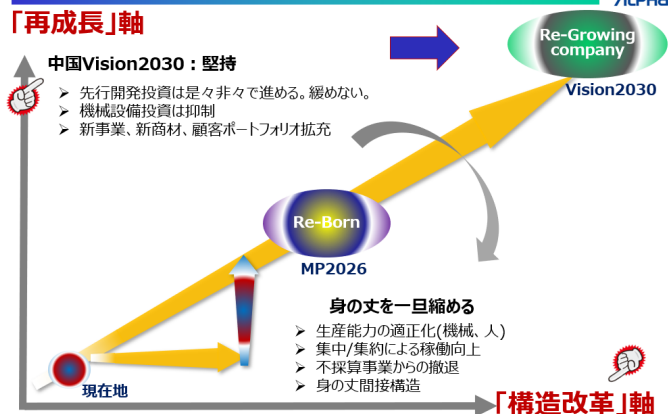 ALPHA
「再成長」軸
Re-Growing
company
Vision2030
中国Vision2030：堅持
➢ 先行開発投資は是々非々で進める。緩めない。
➢ 機械設備投資は抑制
➢ 新事業、新商材、顧客ポートフォリオ拡充
Re-Born
MP2026
身の丈を一旦縮める
➢ 生産能力の適正化(機械、人)
➢ 集中/集約による稼働向上
➢ 不採算事業からの撤退
➢ 身の丈間接構造
現在地
「構造改革」軸